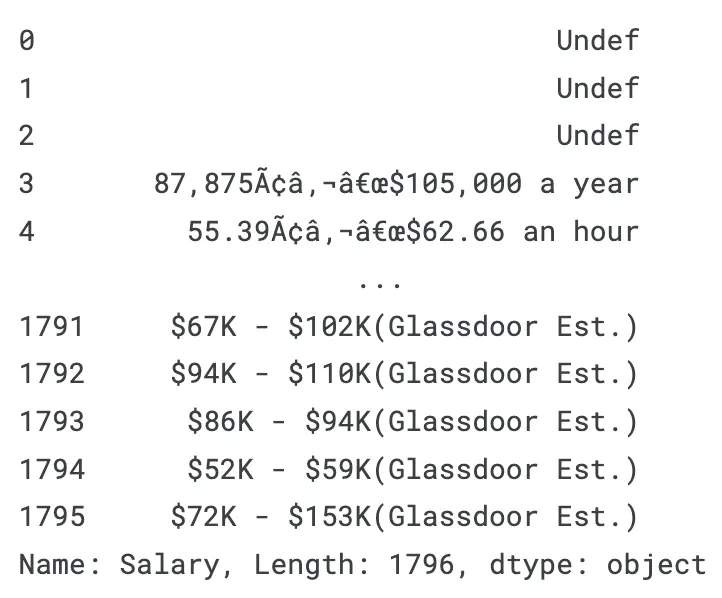 0 Undef
1 Undef
2 Undef
3 87,875Ã¢â‚¬â€œ$105,000 a year
4 55.39Ã¢â‚¬â€œ$62.66 an hour
...
1791 $67K - $102K(Glassdoor Est.)
1792 $94K - $110K(Glassdoor Est.)
1793 $86K - $94K(Glassdoor Est.)
1794 $52K - $59K(Glassdoor Est.)
1795 $72K - $153K(Glassdoor Est.)
Name: Salary, Length: 1796, dtype: object